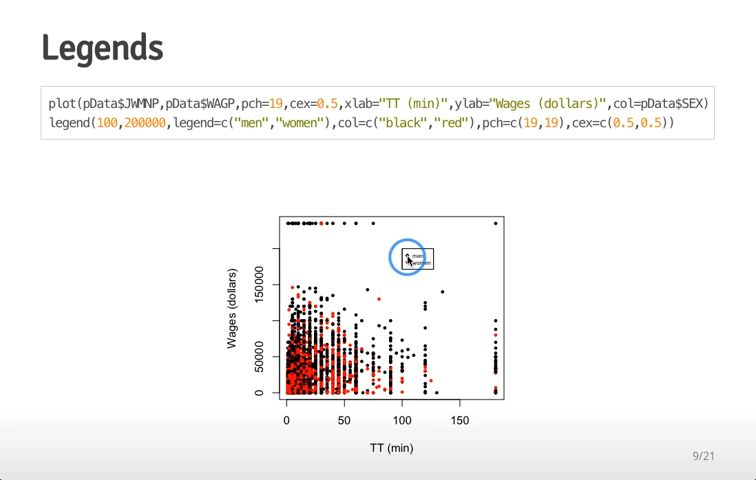 Legends
plot(pData$JWMNP,pData$WAGP,pch=19,cex=0.5,xlab="TT (min)",ylab="Wages (dollars)",col=pData$SEX)
legend(100,200000,legend=c("men","women"),col=c("black","red"),pch=c(19,19),cex=c(0.5,0.5))
men
women
Wages (dollars)
150000
50000
0
0 50 100 150
TT (min)
9/21